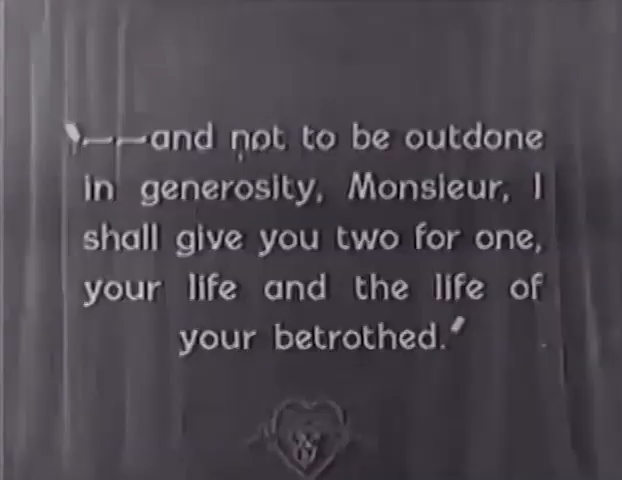 "——and not to be outdone
in generosity, Monsieur, I
shall give you two for one,
your life and the life of
your betrothed."